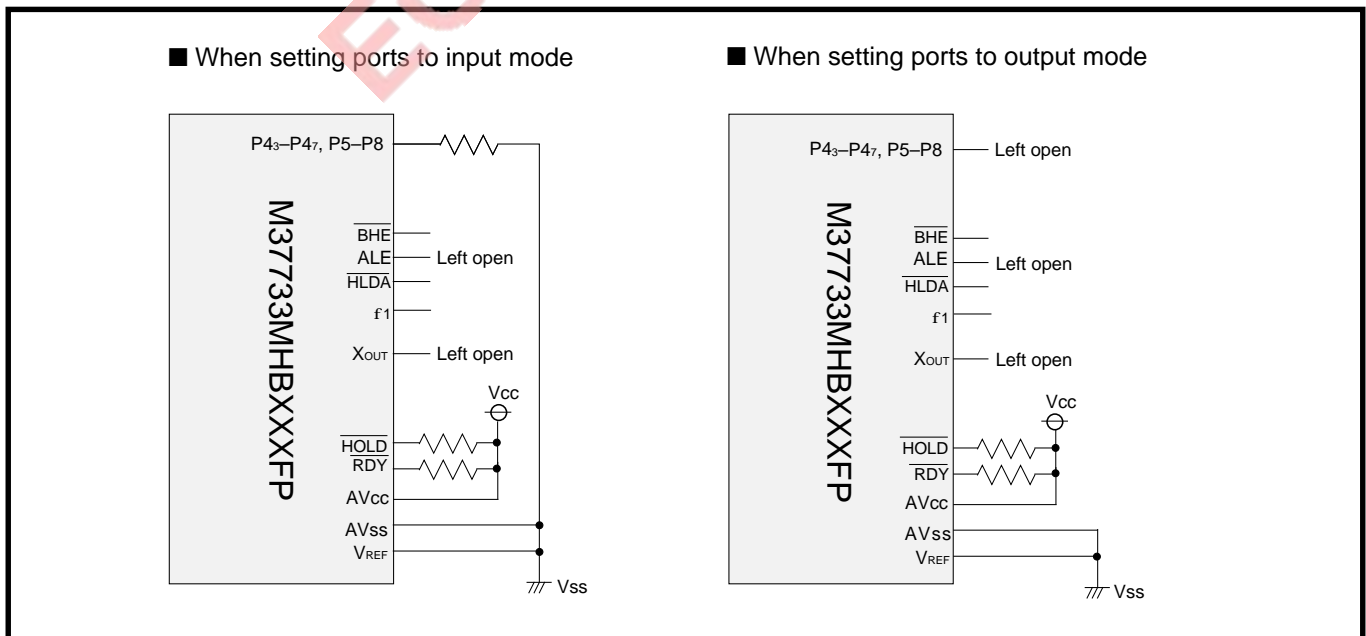 ■ When setting ports to input mode
P43–P47, P5–P8
M37733MHBXXXFP
BHE
ALE
Left open
HLDA
f1
XOUT
Left open
Vcc
HOLD
RDY
AVcc
AVss
VREF
Vss
■ When setting ports to output mode
P43–P47, P5–P8
Left open
M37733MHBXXXFP
BHE
ALE
Left open
HLDA
f1
XOUT
Left open
Vcc
HOLD
RDY
AVcc
AVss
VREF
Vss